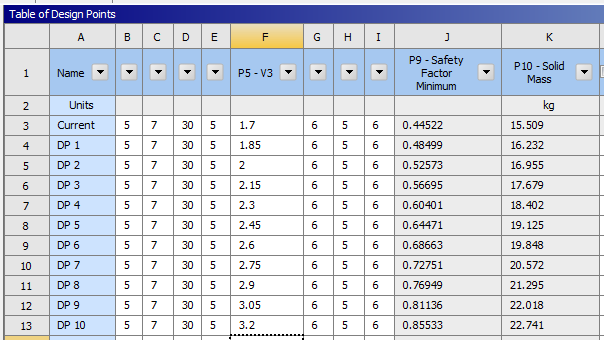 Table of Design Points
A B C D E F G H I J K
1 Name P5 - V3 P9 - Safety Factor Minimum P10 - Solid Mass
2 Units kg
3 Current 5 7 30 5 1.7 6 5 6 0.44522 15.509
4 DP 1 5 7 30 5 1.85 6 5 6 0.48499 16.232
5 DP 2 5 7 30 5 2 6 5 6 0.52573 16.955
6 DP 3 5 7 30 5 2.15 6 5 6 0.56695 17.679
7 DP 4 5 7 30 5 2.3 6 5 6 0.60401 18.402
8 DP 5 5 7 30 5 2.45 6 5 6 0.64471 19.125
9 DP 6 5 7 30 5 2.6 6 5 6 0.68663 19.848
10 DP 7 5 7 30 5 2.75 6 5 6 0.72751 20.572
11 DP 8 5 7 30 5 2.9 6 5 6 0.76949 21.295
12 DP 9 5 7 30 5 3.05 6 5 6 0.81136 22.018
13 DP 10 5 7 30 5 3.2 6 5 6 0.85533 22.741